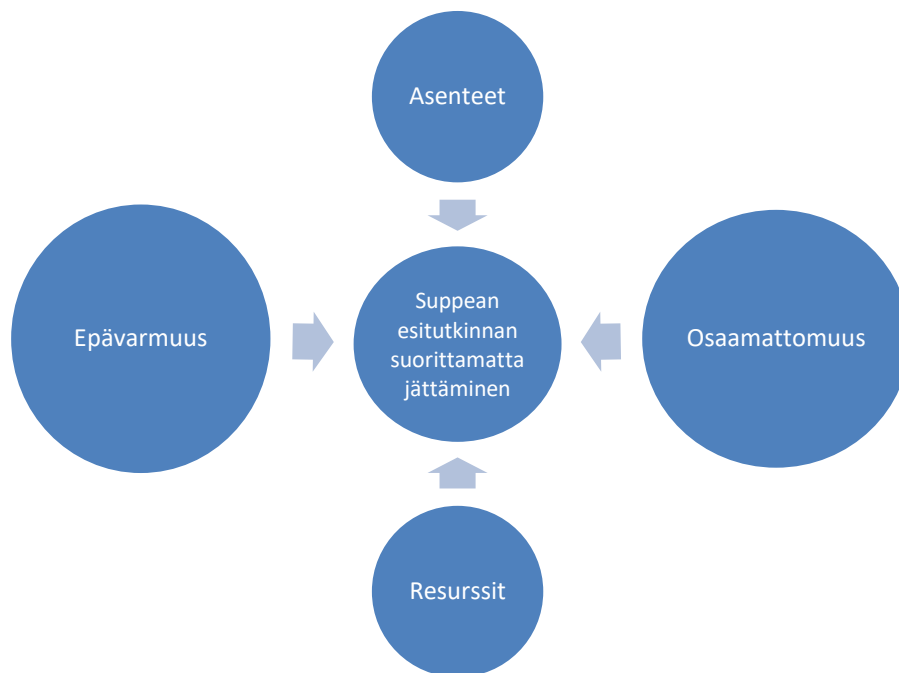 Asenteet
Epävarmuus
Suppean
esitutkinnan
suorittamatta
jättäminen
Osaamattomuus
Resurssit